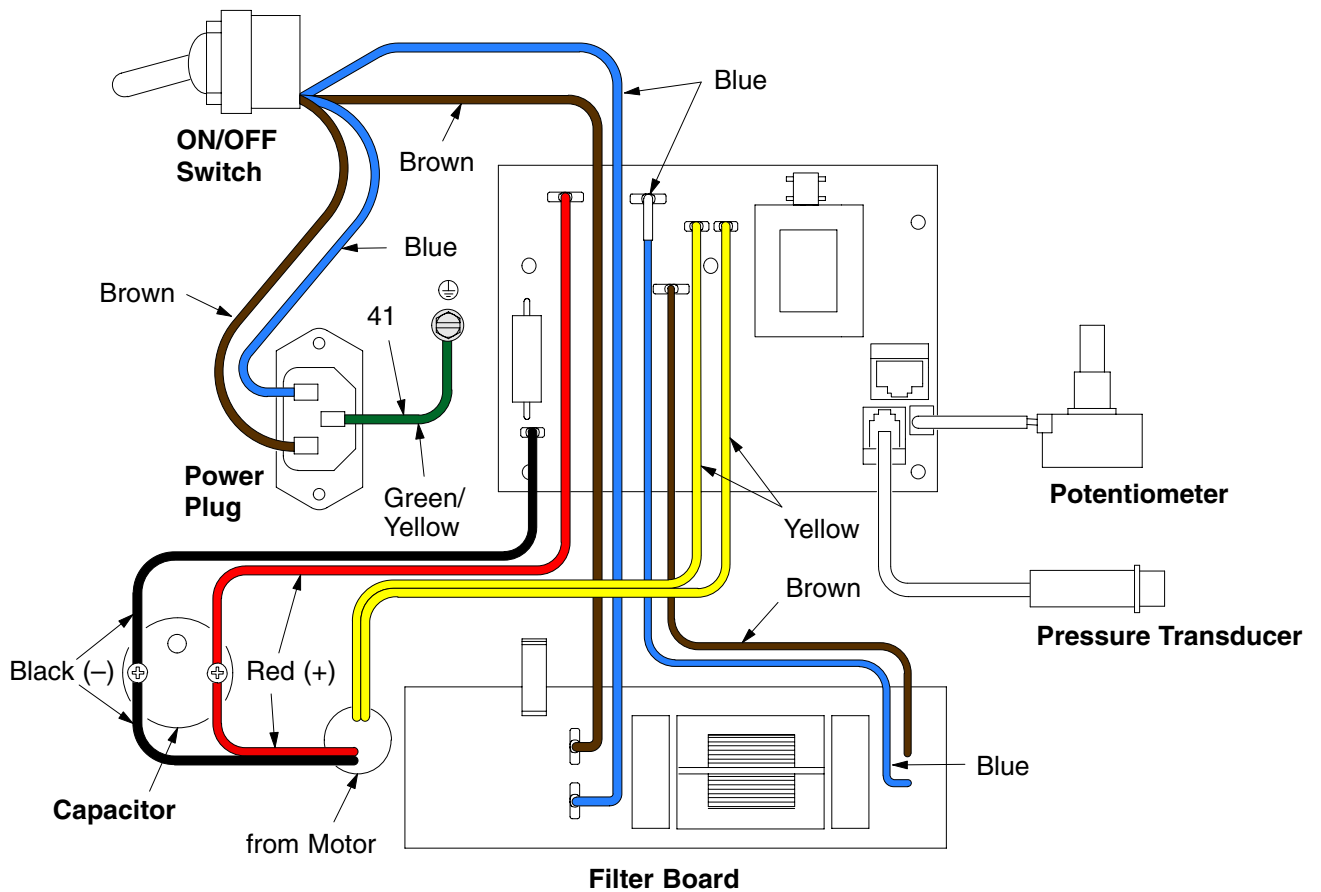 Blue
ON/OFF
Switch
Brown
Blue
Brown
41
Power
Plug
Green/
Yellow
Potentiometer
Yellow
Brown
Pressure Transducer
Black (–)
Red (+)
Blue
Capacitor
from Motor
Filter Board